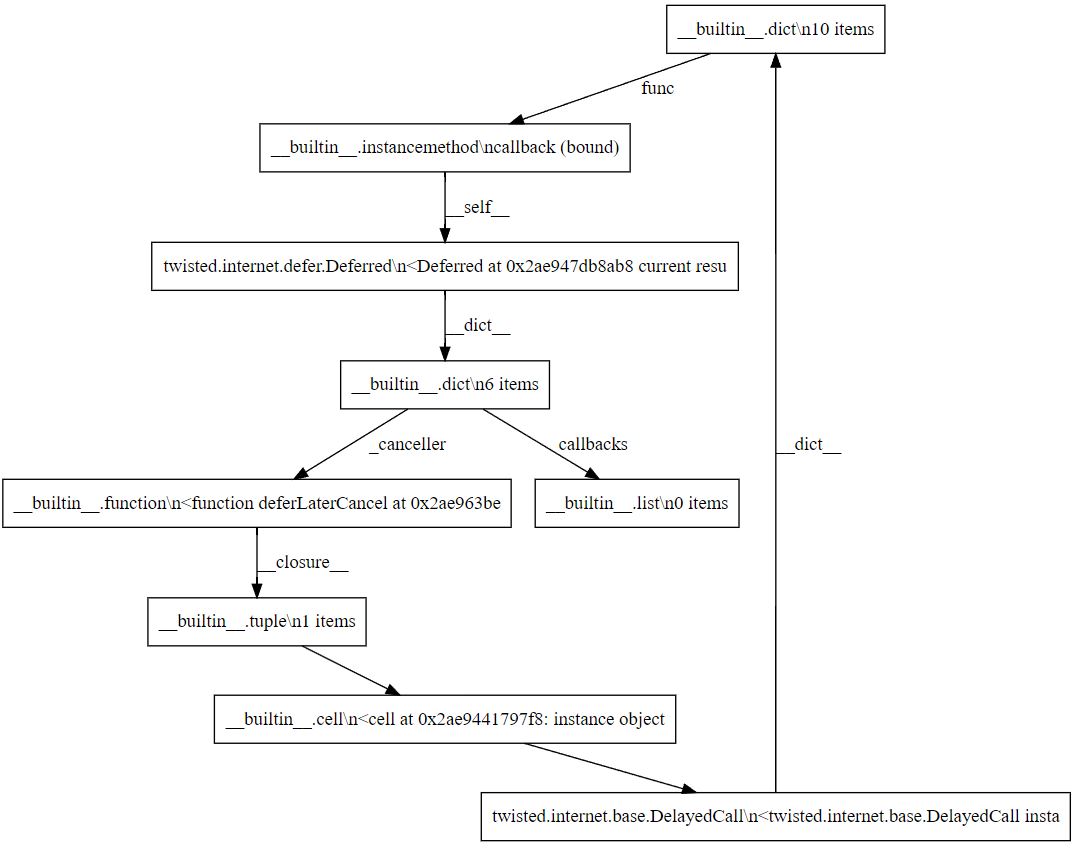 __builtin__.dict\n10 items
func
__builtin__.instancemethod\ncallback (bound)
__self__
twisted.internet.defer.Deferred\n<Deferred at 0x2ae947db8ab8 current resu
__dict__
__builtin__.dict\n6 items
_canceller
callbacks
__dict__
__builtin__.function\n<function deferLaterCancel at 0x2ae963be
__builtin__.list\n0 items
__closure__
__builtin__.tuple\n1 items
__builtin__.cell\n<cell at 0x2ae9441797f8: instance object
twisted.internet.base.DelayedCall\n<twisted.internet.base.DelayedCall insta